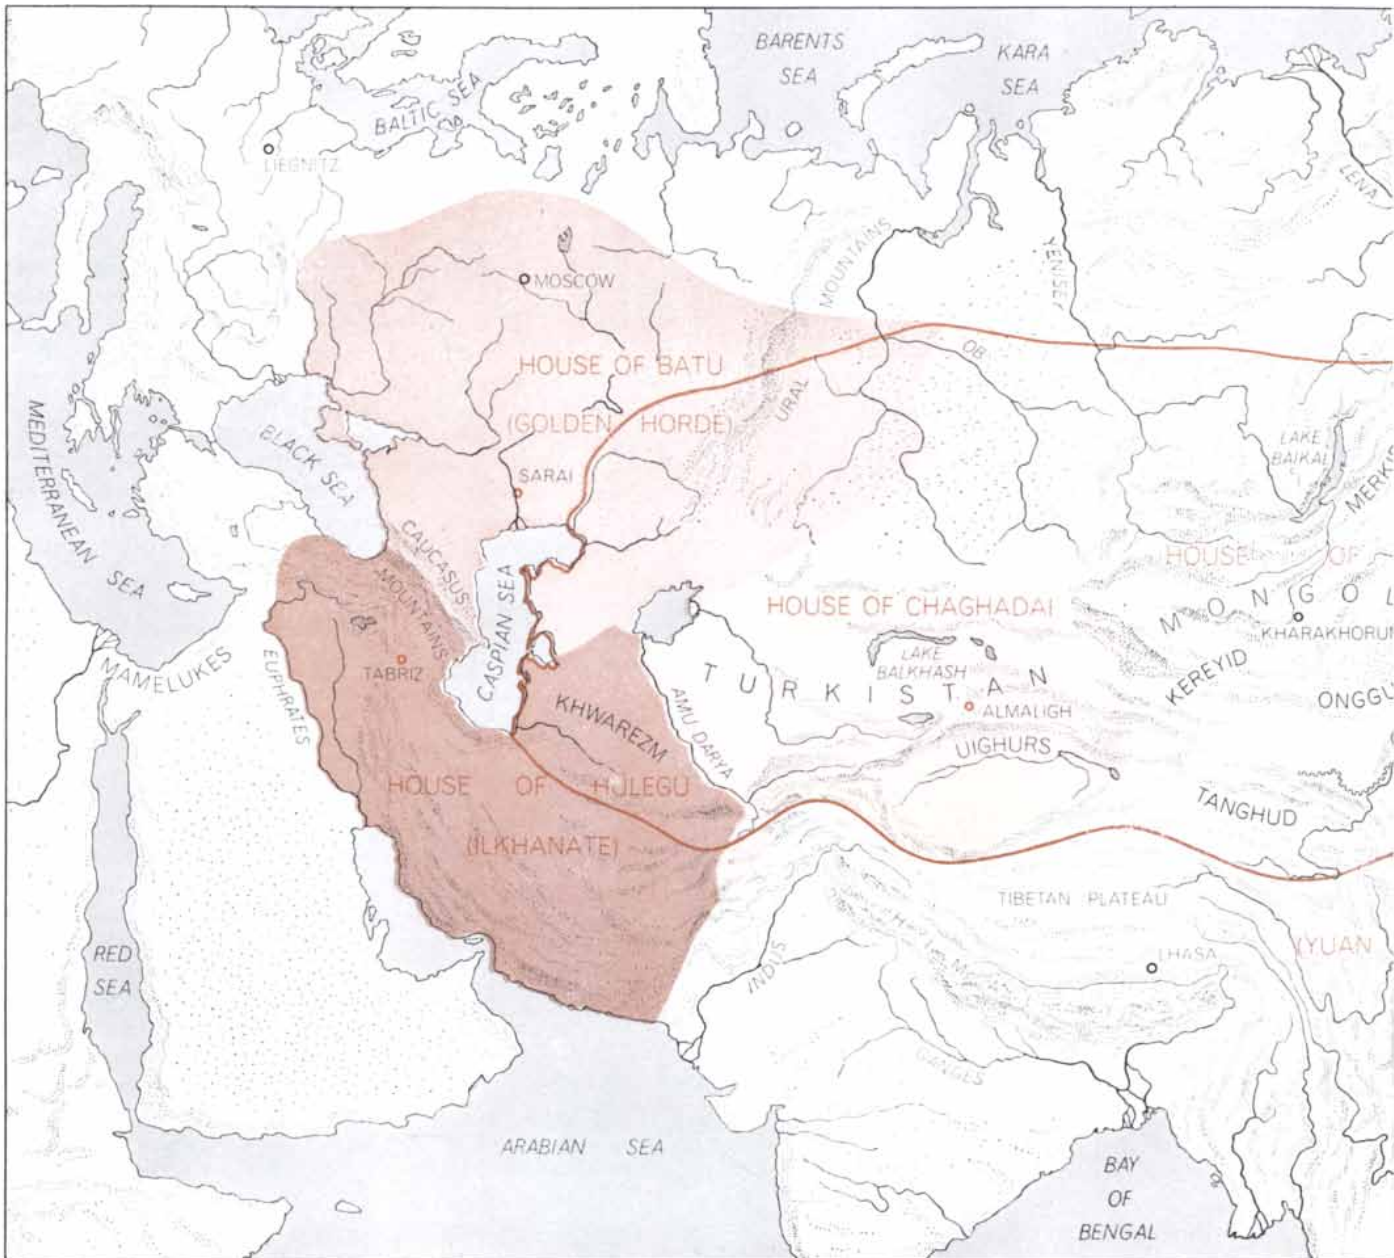 BARENTS
SEA
KARA
SEA
BALTIC SEA
LIEGNITZ
LENA
MOUNTAINS
YENISEI
MOSCOW
HOUSE OF BATU
OB
URAL
(GOLDEN HORDE)
MEDITERRANEAN SEA
BLACK SEA
LAKE
BAIKAL
SARAI
CAUCASUS
MOUNTAINS
HOUSE OF
CASPIAN SEA
HOUSE OF CHAGHADAI
MONGOL
KHARAKHORUM
MAMELUKES
EUPHRATES
TABRIZ
LAKE
BALKHASH
TURKISTAN
KEREYID
KHWAREZM
AMU DARYA
ALMALIGH
UIGHURS
HOUSE OF HULEGU
TANGHUD
(ILKHANATE)
TIBETAN PLATEAU
RED
SEA
INDUS
LHASA
(YUAN
GANGES
ARABIAN SEA
BAY
OF
BENGAL